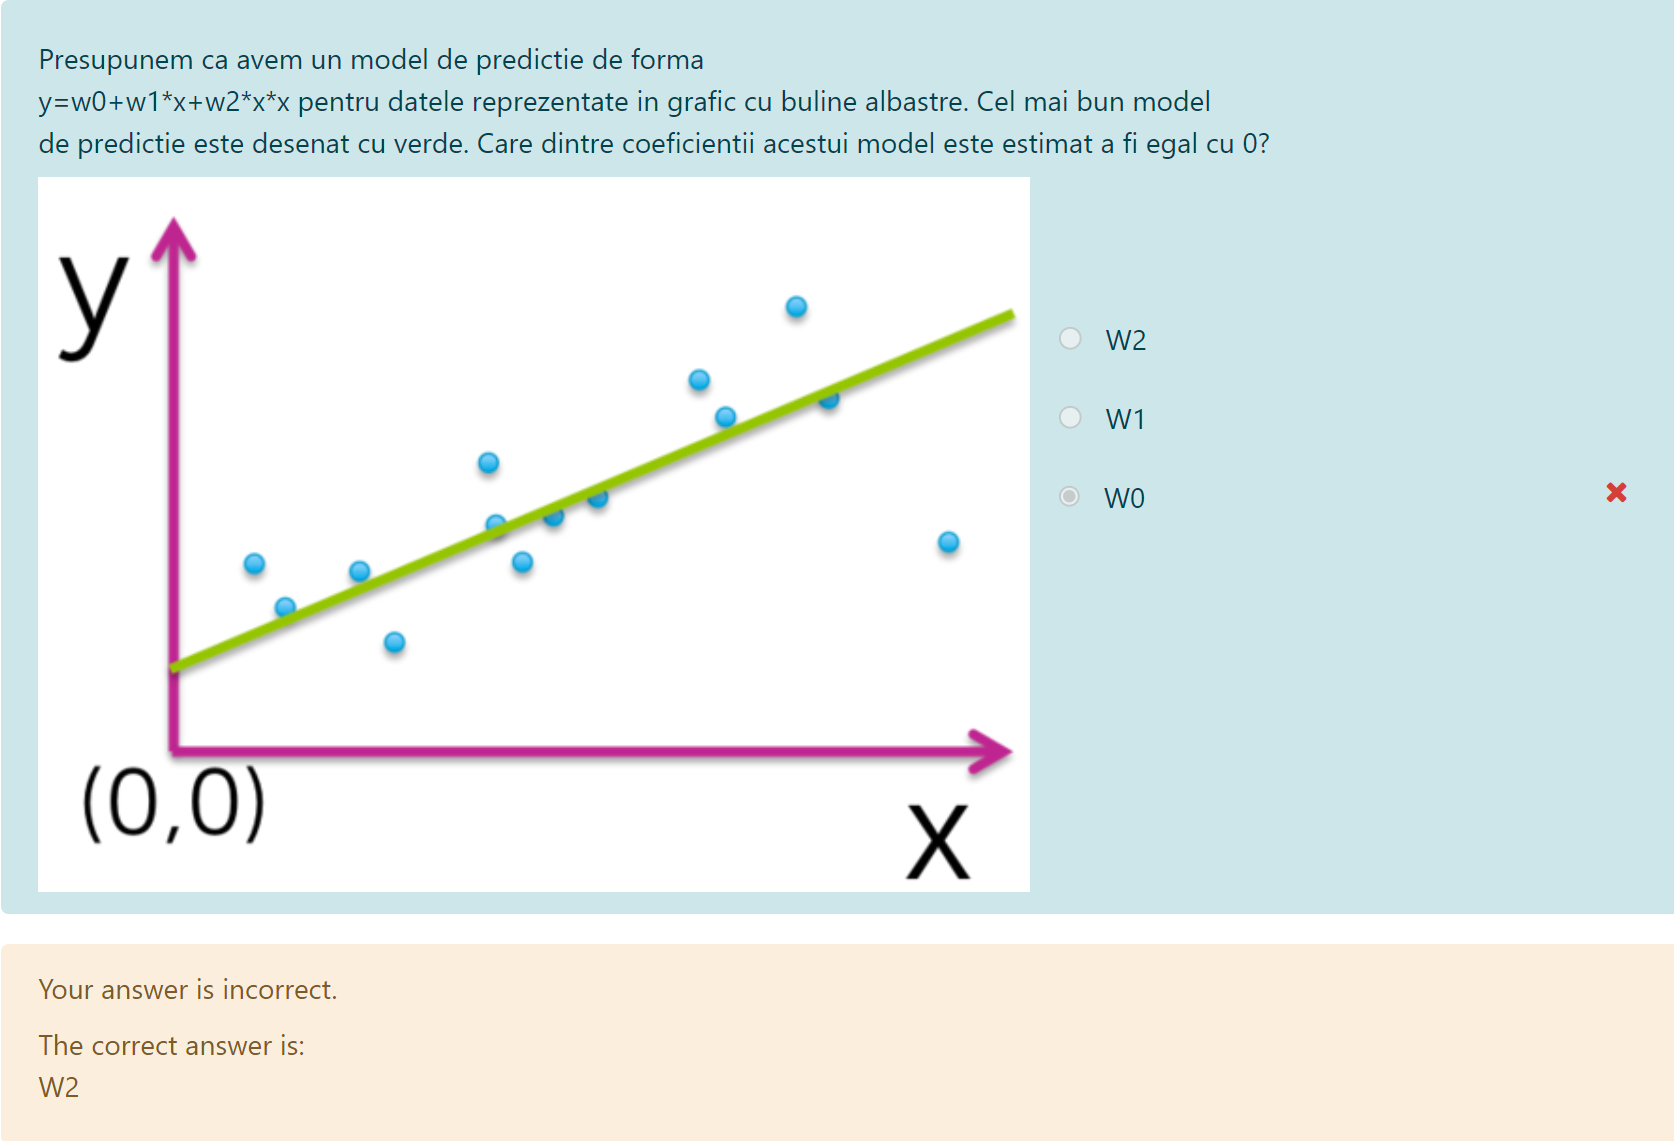 Presupunem ca avem un model de predictie de forma
y=w0+w1*x+w2*x*x pentru datele reprezentate in grafic cu buline albastre. Cel mai bun model
de predictie este desenat cu verde. Care dintre coeficientii acestui model este estimat a fi egal cu 0?
y
(0,0)
x
W2
W1
W0
Your answer is incorrect.
The correct answer is:
W2